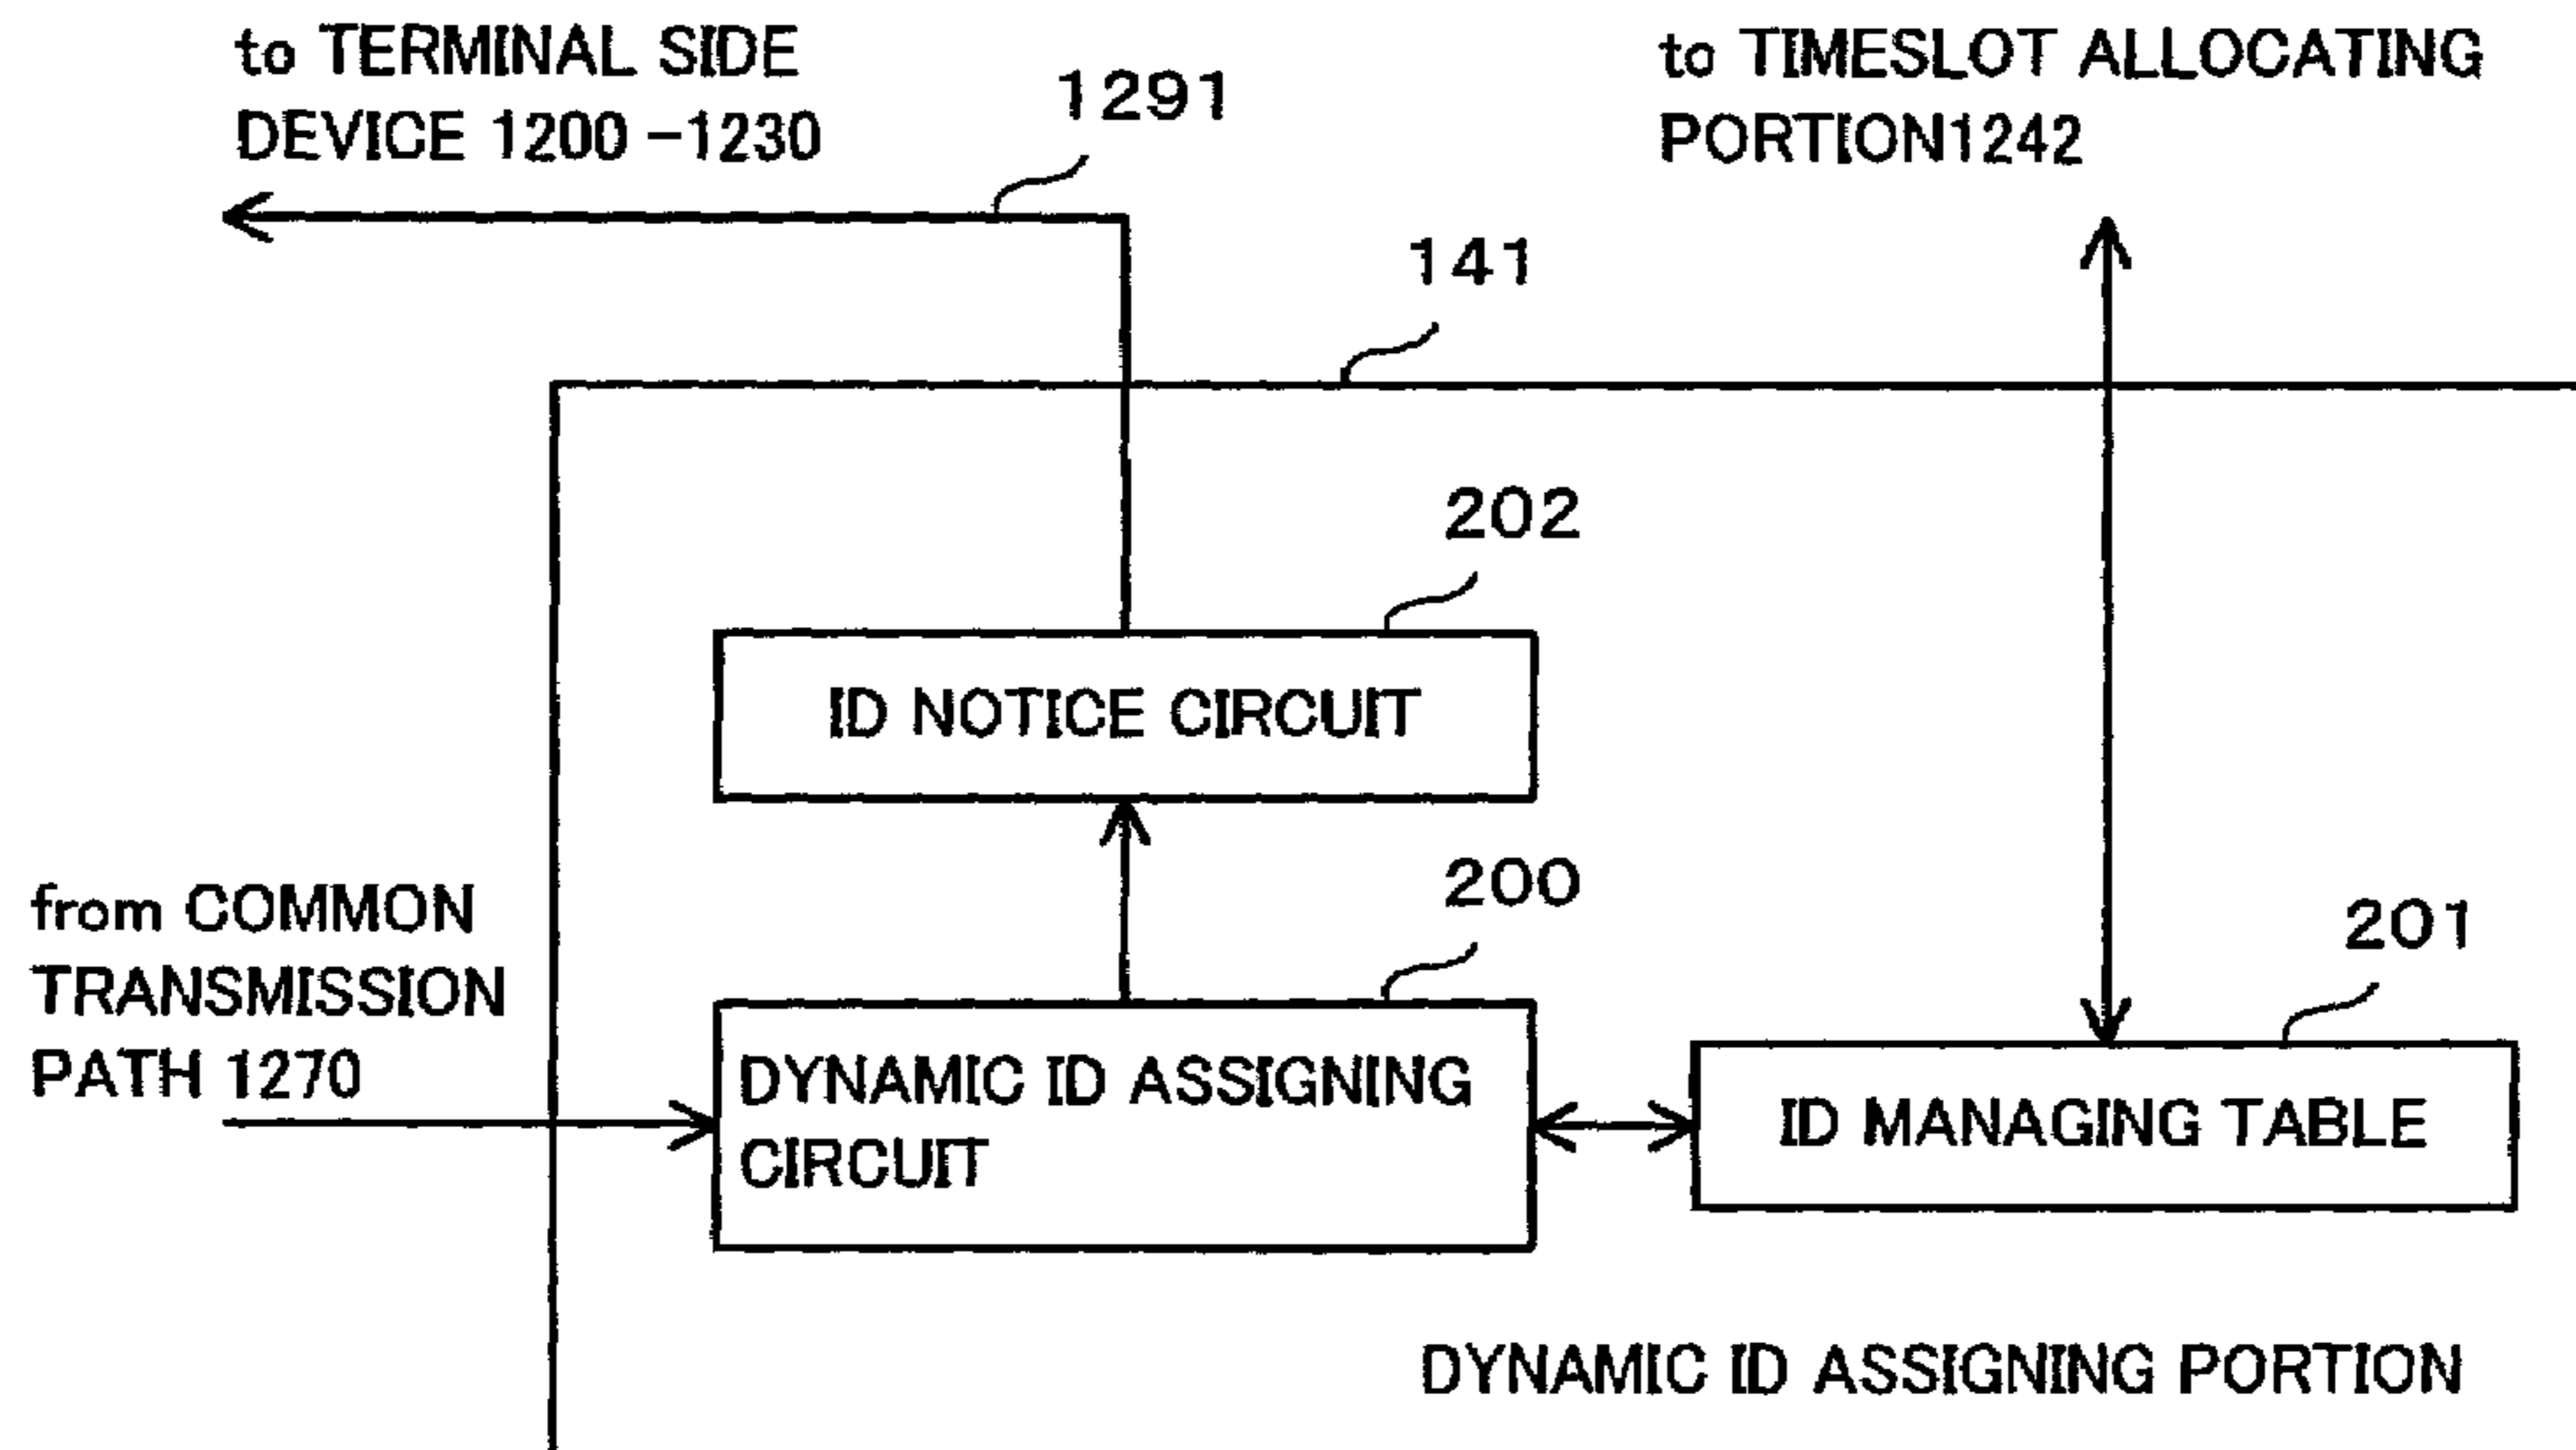 to TERMINAL SIDE
DEVICE 1200 -1230
1291
to TIMESLOT ALLOCATING
PORTION1242
141
202
ID NOTICE CIRCUIT
from COMMON
TRANSMISSION
PATH 1270
200
DYNAMIC ID ASSIGNING
CIRCUIT
201
ID MANAGING TABLE
DYNAMIC ID ASSIGNING PORTION